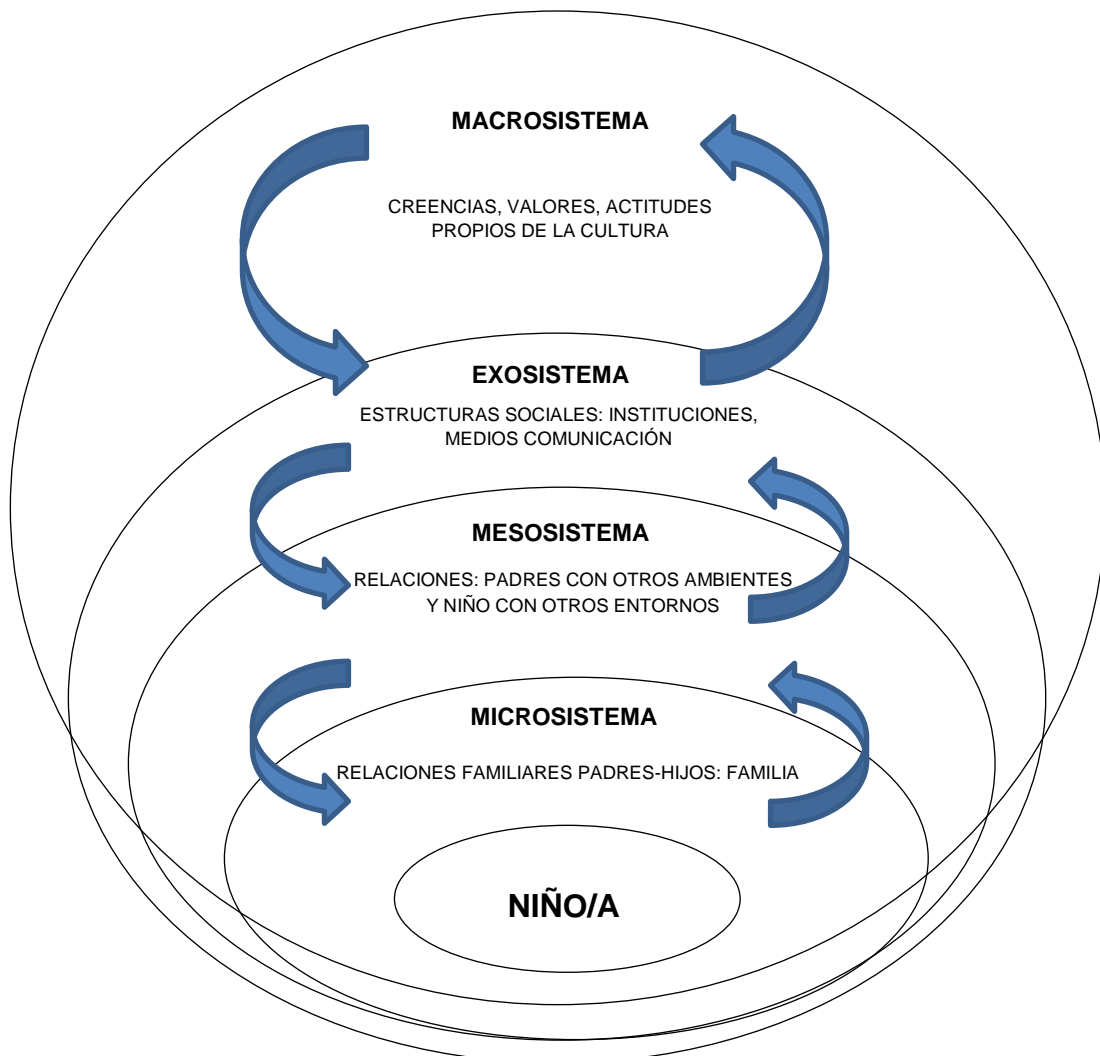 MACROSISTEMA
CREENCIAS, VALORES, ACTITUDES
PROPIOS DE LA CULTURA
EXOSISTEMA
ESTRUCTURAS SOCIALES: INSTITUCIONES,
MEDIOS COMUNICACIÓN
MESOSISTEMA
RELACIONES: PADRES CON OTROS AMBIENTES
Y NIÑO CON OTROS ENTORNOS
MICROSISTEMA
RELACIONES FAMILIARES PADRES-HIJOS: FAMILIA
NIÑO/A